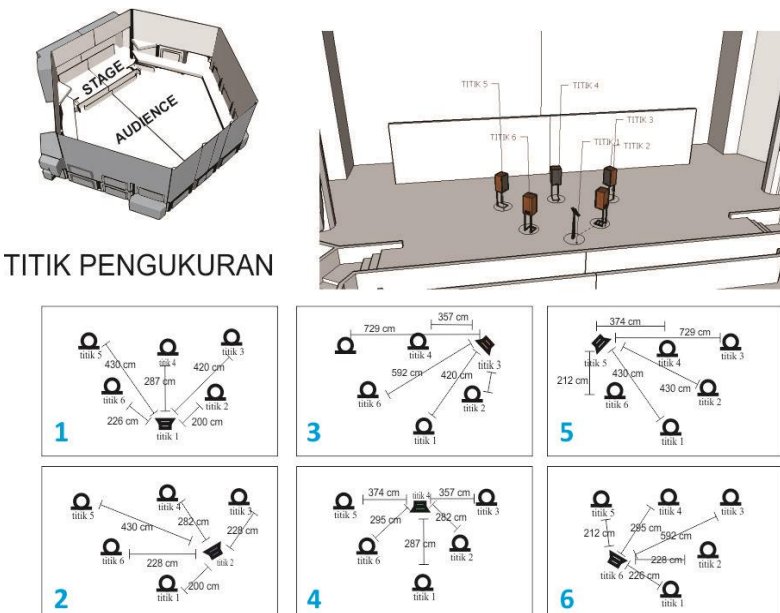 STAGE
AUDIENCE
TITIK 5
TITIK 4
TITIK 3
TITIK 6
TITIK 1
TITIK 2
TITIK PENGUKURAN
titik 5
titik 4
titik 3
430 cm
420 cm
287 cm
titik 6
titik 2
226 cm
200 cm
titik 1
1
357 cm
729 cm
titik 4
titik 3
592 cm
420 cm
titik 6
titik 2
titik 1
3
374 cm
729 cm
titik 5
titik 4
titik 3
212 cm
430 cm
430 cm
titik 6
titik 2
titik 1
5
titik 5
titik 4
titik 3
430 cm
282 cm
228 cm
titik 6
228 cm
titik 2
200 cm
titik 1
2
374 cm
titik 4
357 cm
titik 5
titik 3
295 cm
282 cm
titik 6
287 cm
titik 2
titik 1
4
titik 5
titik 4
titik 3
212 cm
295 cm
592 cm
228 cm
titik 2
titik 6
226 cm
titik 1
6